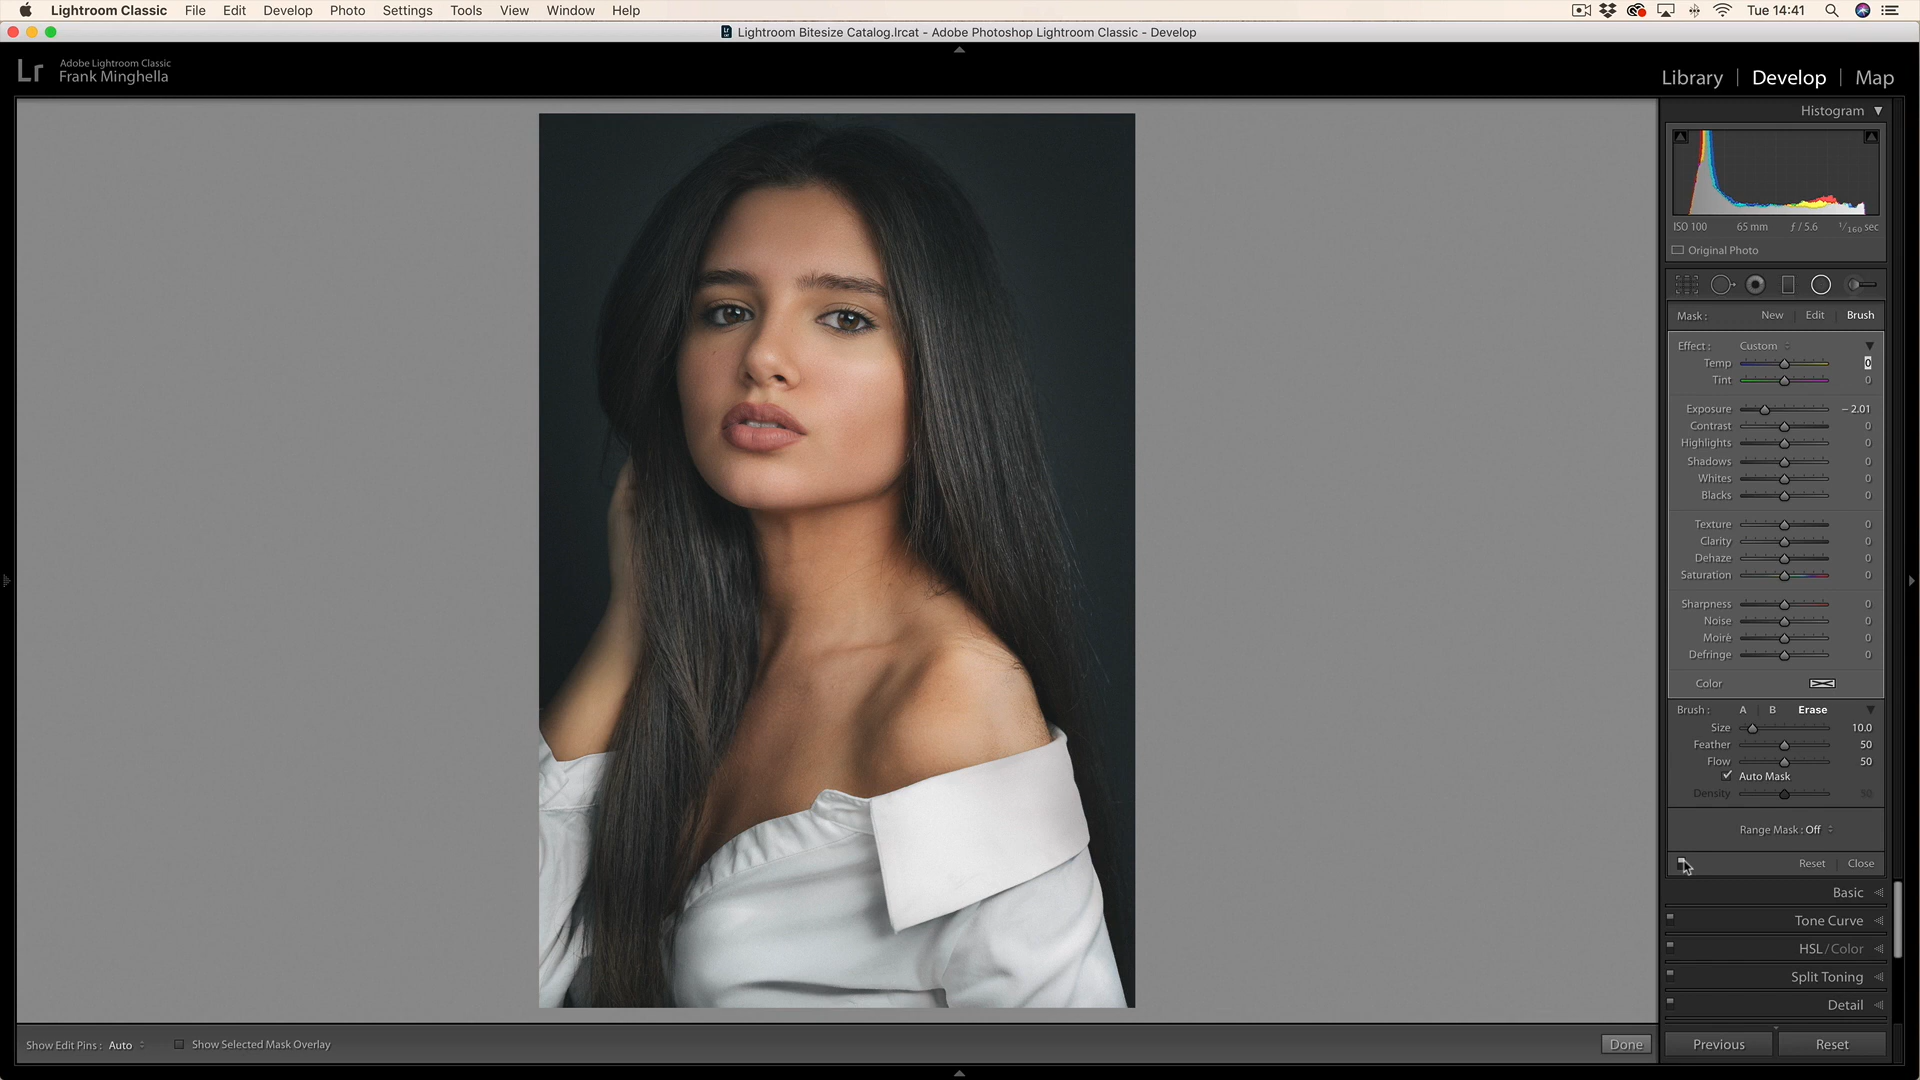 Lightroom Classic File Edit Develop Photo Settings Tools View Window Help Tue 14:41
Lightroom Bitesize Catalog.lrcat - Adobe Photoshop Lightroom Classic - Develop
Lr Adobe Lightroom Classic
Frank Minghella
Library | Develop | Map
Histogram
ISO 100 65 mm ƒ / 5.6 1/160 sec
Original Photo
Mask : New Edit Brush
Effect : Custom
Temp 0
Tint 0
Exposure – 2.01
Contrast 0
Highlights 0
Shadows 0
Whites 0
Blacks 0
Texture 0
Clarity 0
Dehaze 0
Saturation 0
Sharpness 0
Noise 0
Moiré 0
Defringe 0
Color
Brush : A B Erase
Size 10.0
Feather 50
Flow 50
Auto Mask
Density 50
Range Mask : Off
Reset Close
Basic
Tone Curve
HSL / Color
Split Toning
Detail
Show Edit Pins : Auto Show Selected Mask Overlay Done Previous Reset